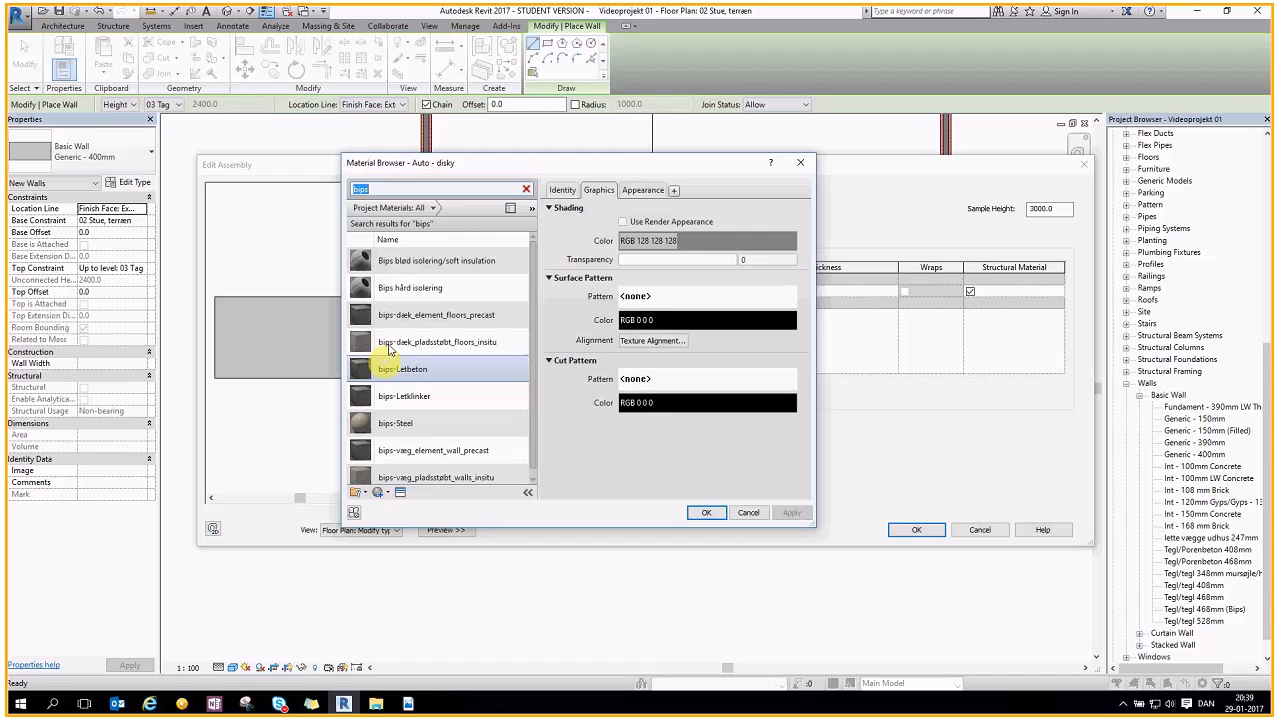 Autodesk Revit 2017 - STUDENT VERSION - Videoprojekt 01 - Floor Plan: 02 Stue, terræn
Type a keyword or phrase
Sign In
Architecture Structure Systems Insert Annotate Analyze Massing & Site Collaborate View Manage Add-Ins Modify | Place Wall
Modify
Paste
Cope
Cut
Join
Select Properties Clipboard Geometry Modify View Measure Create Draw
Modify | Place Wall Height 03 Tag 2400.0 Location Line: Finish Face: Ext Chain Offset: 0.0 Radius: 1000.0 Join Status: Allow
Properties
Basic Wall
Generic - 400mm
New Walls Edit Type
Constraints
Location Line Finish Face: Ex...
Base Constraint 02 Stue, terræn
Base Offset 0.0
Base is Attached
Base Extension D
Top Constraint Up to level: 03 Tag
Unconnected He 2400.0
Top Offset 0.0
Top is Attached
Top Extension Di 0.0
Room Bounding
Related to Mass
Construction
Wall Width
Structural
Structural
Enable Analytica
Structural Usage Non-bearing
Dimensions
Area
Volume
Identity Data
Image
Comments
Mark
Properties help Apply
Edit Assembly
Sample Height: 3000.0
ickness Wraps Structural Material
View: Floor Plan: Modify typ Preview >>
OK Cancel Help
Material Browser - Auto - disky
?
bips
Project Materials: All
Search results for "bips"
Name
Bips blød isolering/soft insulation
Bips hård isolering
bips-dæk_element_floors_precast
bips-dæk_pladsstøbt_floors_insitu
bips-Letbeton
bips-Letklinker
bips-Steel
bips-væg_element_wall_precast
bips-væg_pladsstøbt_walls_insitu
Identity Graphics Appearance
Shading
Use Render Appearance
Color RGB 128 128 128
Transparency 0
Surface Pattern
Pattern <none>
Color RGB 0 0 0
Alignment Texture Alignment...
Cut Pattern
Pattern <none>
Color RGB 0 0 0
OK Cancel Apply
Project Browser - Videoprojekt 01
Flex Ducts
Flex Pipes
Floors
Furniture
Generic Models
Parking
Pattern
Pipes
Piping Systems
Planting
Profiles
Railings
Ramps
Roofs
Site
Stairs
Structural Beam Systems
Structural Columns
Structural Foundations
Structural Framing
Walls
Basic Wall
Fundament - 390mm LW Th
Generic - 150mm
Generic - 150mm (Filled)
Generic - 390mm
Generic - 400mm
Int - 100mm Concrete
Int - 100mm LW Concrete
Int - 108 mm Brick
Int - 120mm Gyps/Gyps - 1
Int - 150mm Concrete
Int - 168 mm Brick
lette vægge udhus 247mm
Tegl/Porenbeton 408mm
Tegl/Porenbeton 468mm
Tegl/tegl 348mm mursøjle/h
Tegl/tegl 408mm
Tegl/tegl 468mm
Tegl/tegl 468mm (Bips)
Tegl/tegl 528mm
Curtain Wall
Stacked Wall
Windows
1 : 100
Ready
:0
Main Model
:0
DAN
20:39
29-01-2017